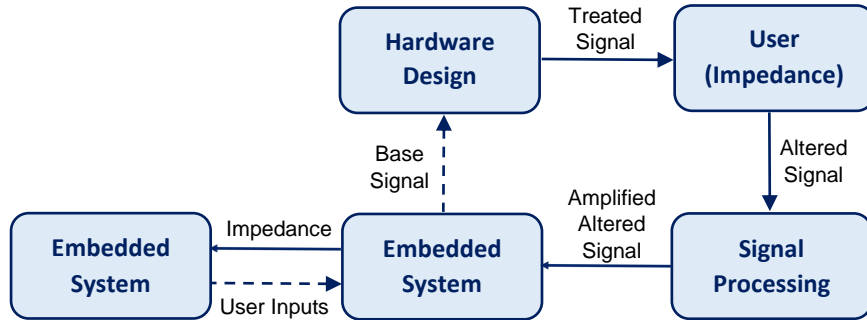 Hardware
Design
Treated
Signal
User
(Impedance)
Base
Signal
Altered
Signal
Embedded
System
Impedance
User Inputs
Embedded
System
Amplified
Altered
Signal
Signal
Processing